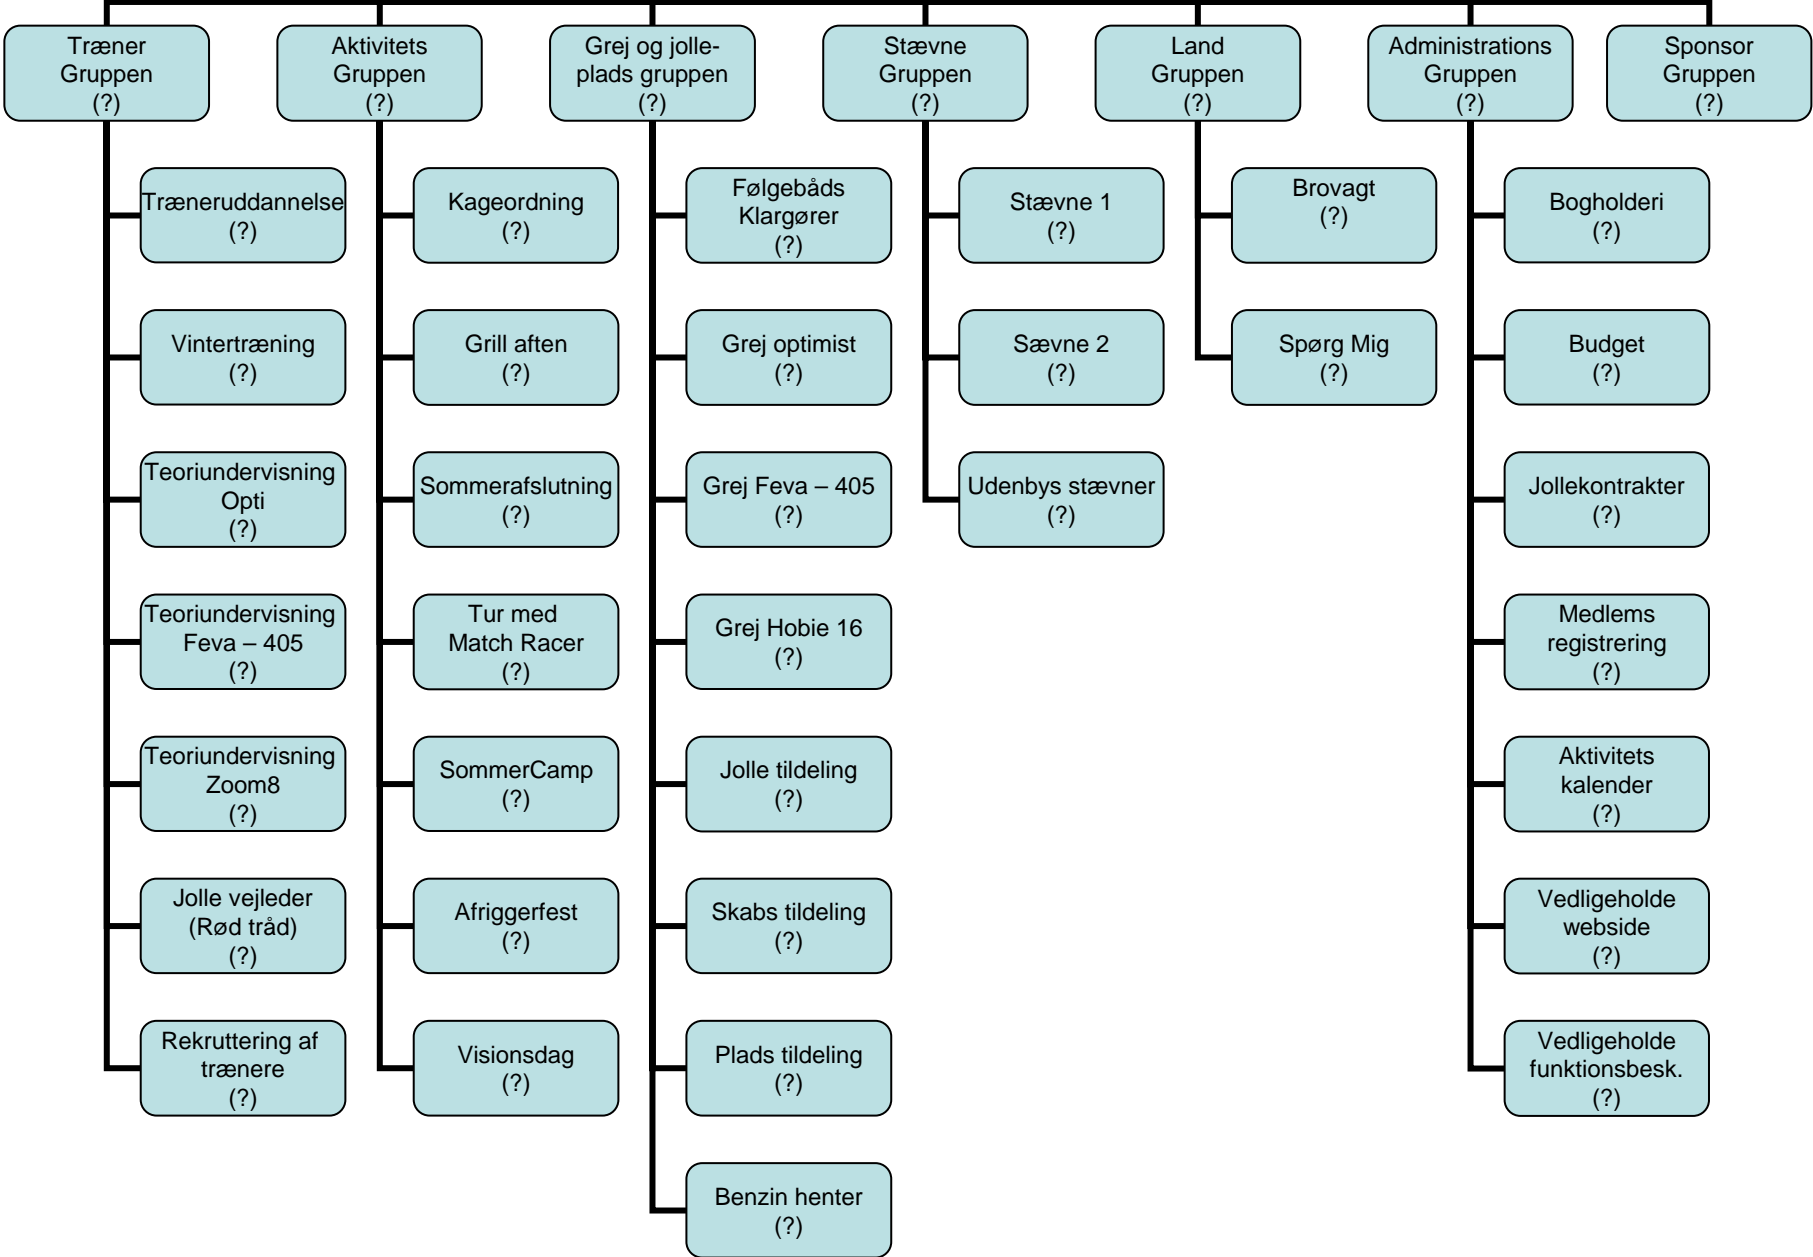 Træner
Gruppen
(?)
Aktivitets
Gruppen
(?)
Grej og jolle-
plads gruppen
(?)
Stævne
Gruppen
(?)
Land
Gruppen
(?)
Administrations
Gruppen
(?)
Sponsor
Gruppen
(?)
Træneruddannelse
(?)
Vintertræning
(?)
Teoriundervisning
Opti
(?)
Teoriundervisning
Feva – 405
(?)
Teoriundervisning
Zoom8
(?)
Jolle vejleder
(Rød tråd)
(?)
Rekruttering af
trænere
(?)
Kageordning
(?)
Grill aften
(?)
Sommerafslutning
(?)
Tur med
Match Racer
(?)
SommerCamp
(?)
Afriggerfest
(?)
Visionsdag
(?)
Følgebåds
Klargører
(?)
Grej optimist
(?)
Grej Feva – 405
(?)
Grej Hobie 16
(?)
Jolle tildeling
(?)
Skabs tildeling
(?)
Plads tildeling
(?)
Benzin henter
(?)
Stævne 1
(?)
Sævne 2
(?)
Udenbys stævner
(?)
Brovagt
(?)
Spørg Mig
(?)
Bogholderi
(?)
Budget
(?)
Jollekontrakter
(?)
Medlems
registrering
(?)
Aktivitets
kalender
(?)
Vedligeholde
webside
(?)
Vedligeholde
funktionsbesk.
(?)